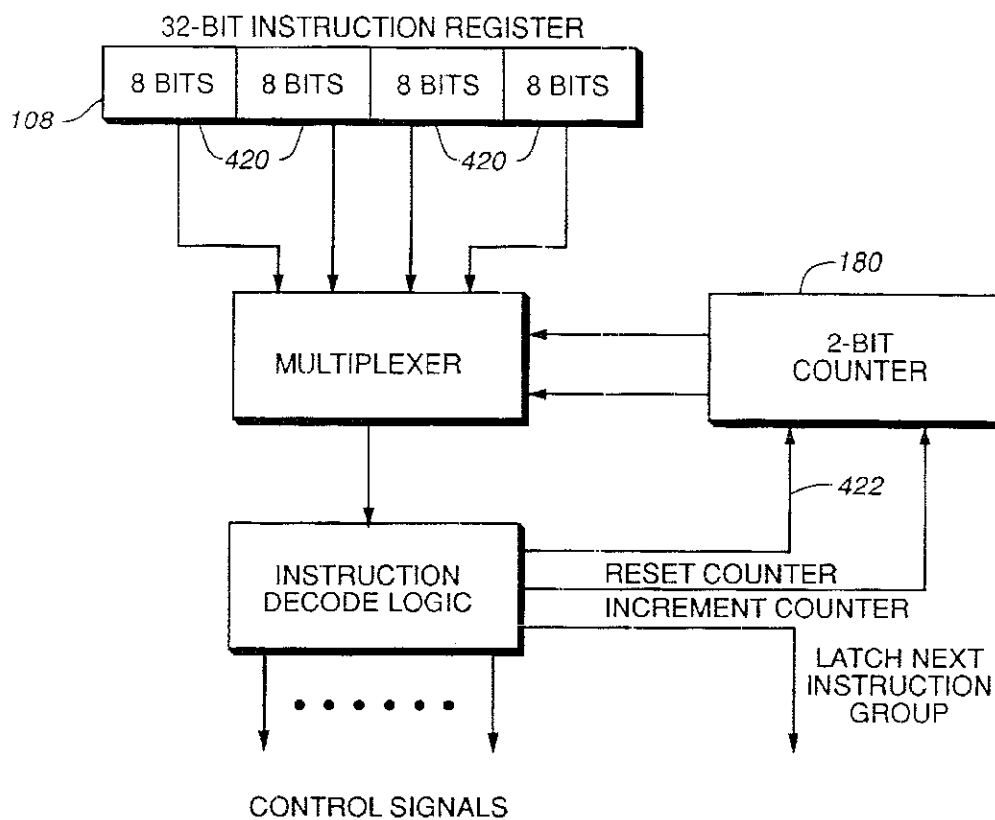 32-BIT INSTRUCTION REGISTER
8 BITS 8 BITS 8 BITS 8 BITS
108
420 420
180
MULTIPLEXER
2-BIT
COUNTER
422
INSTRUCTION
DECODE LOGIC
RESET COUNTER
INCREMENT COUNTER
LATCH NEXT
INSTRUCTION
GROUP
CONTROL SIGNALS